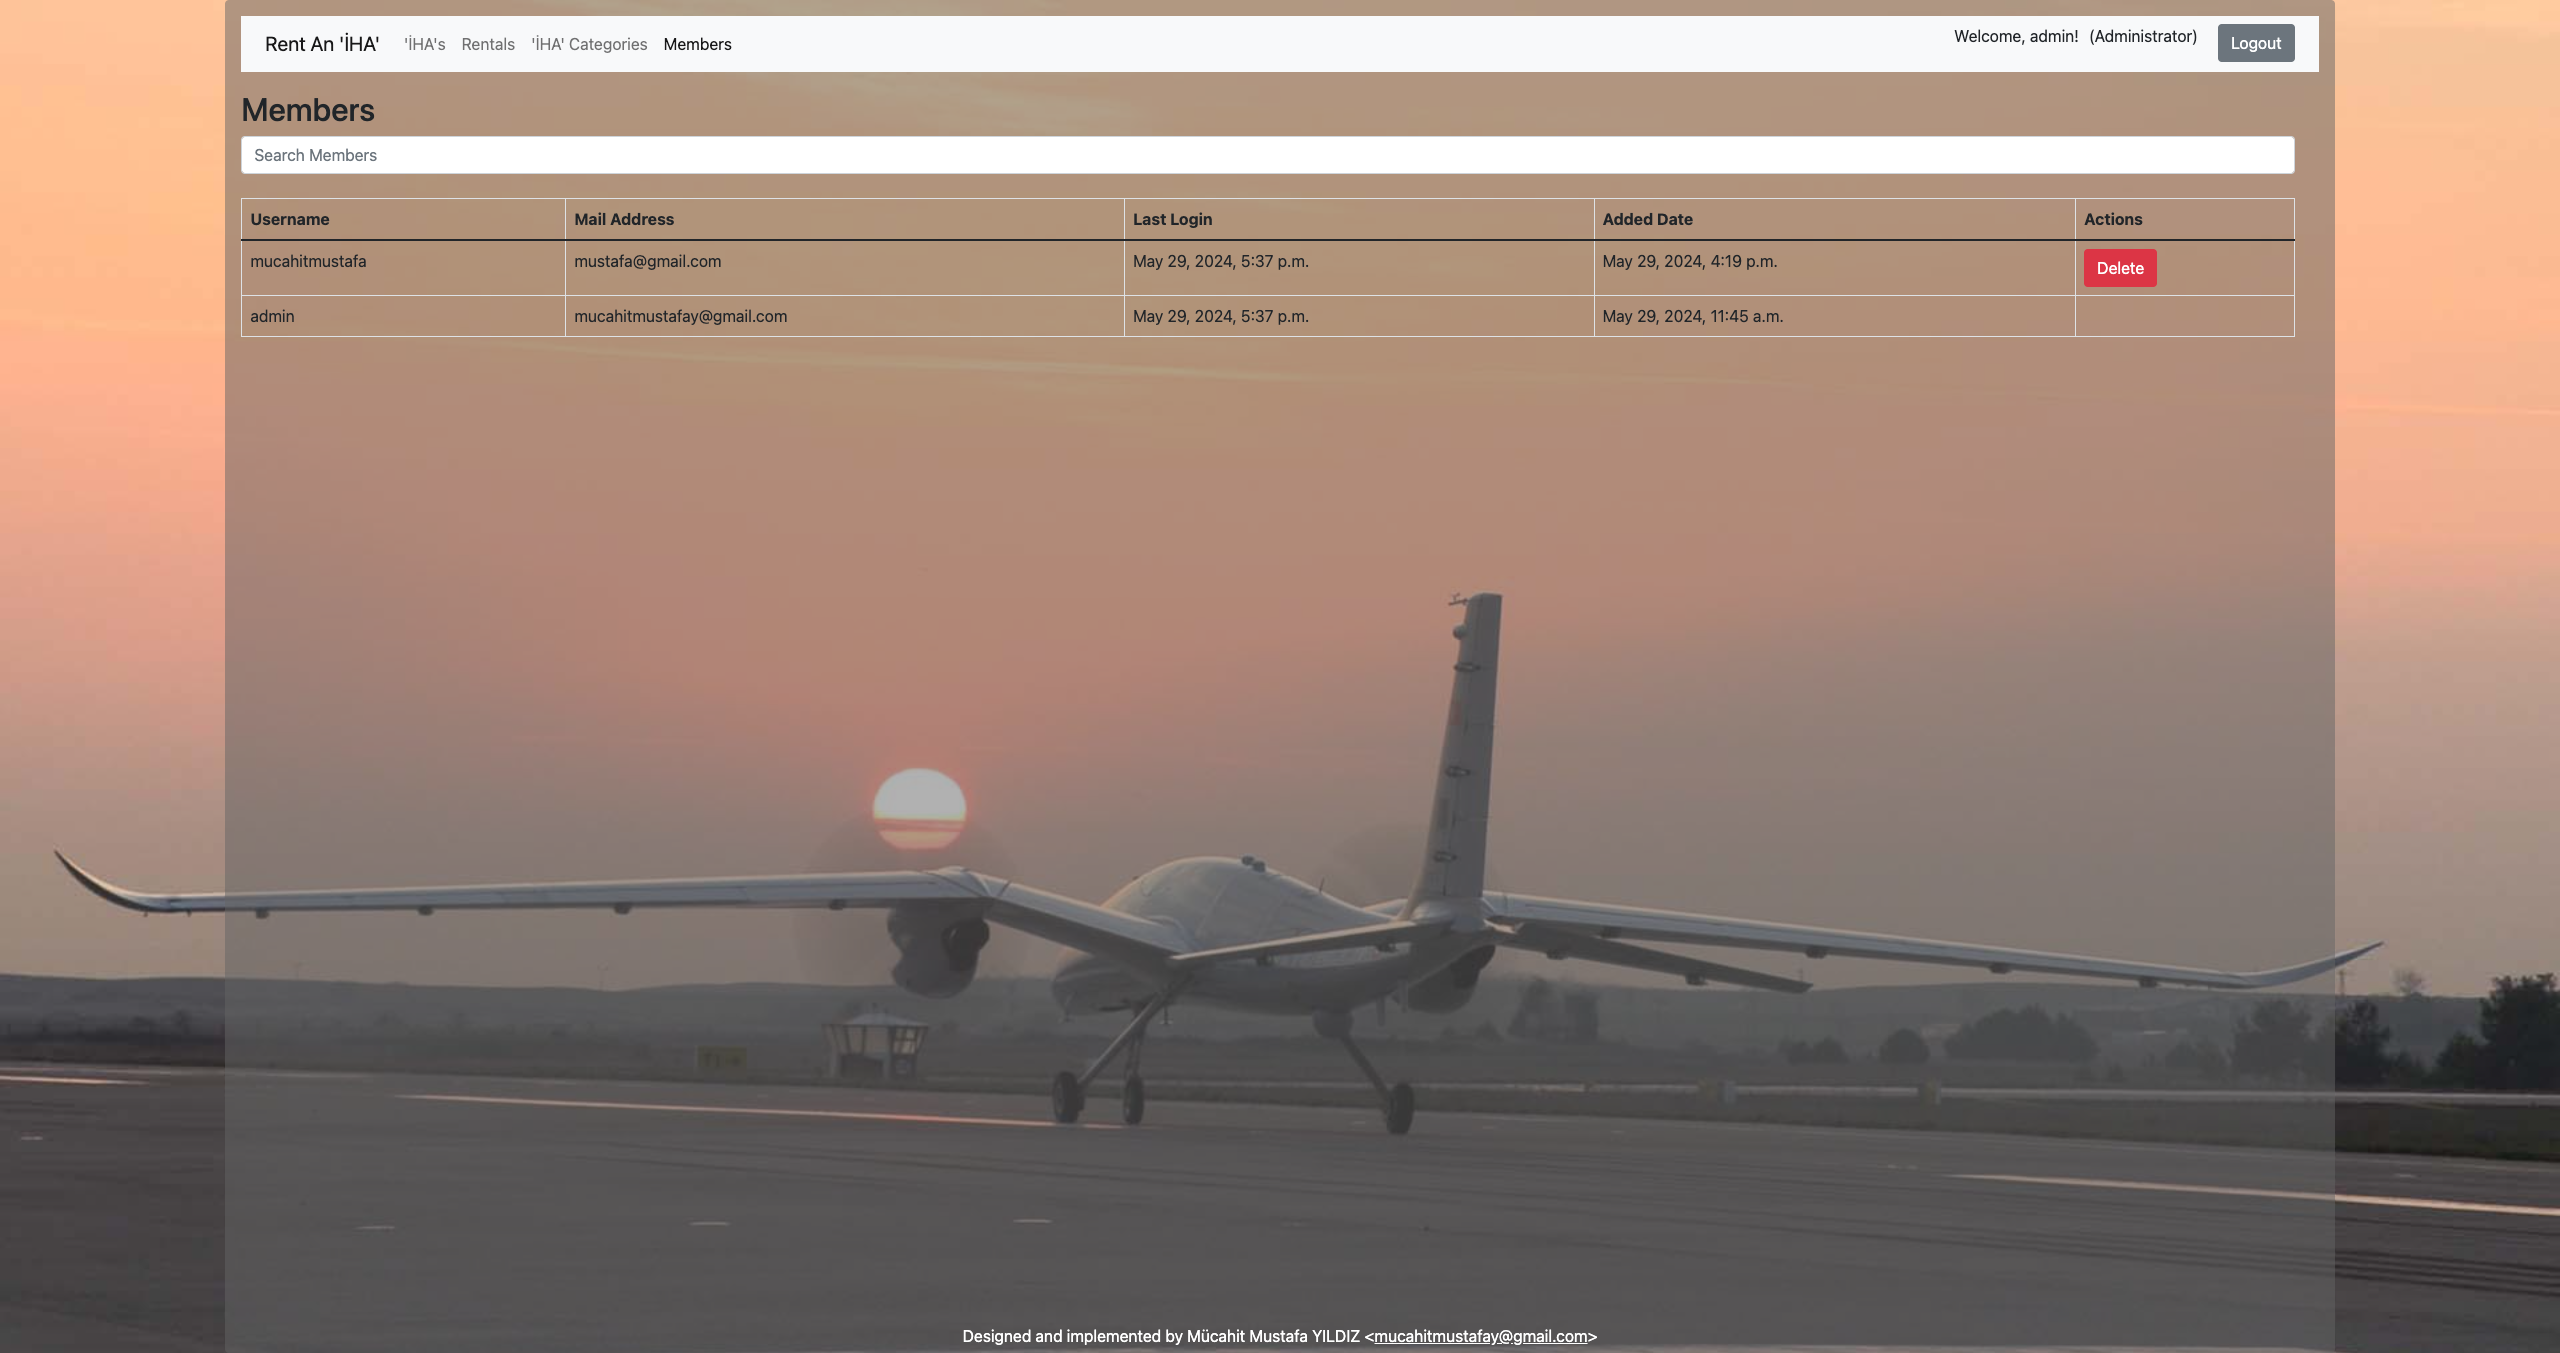 Rent An 'İHA' 'İHA's Rentals 'İHA' Categories Members Welcome, admin! (Administrator) Logout
Members
Search Members
Username Mail Address Last Login Added Date Actions
mucahitmustafa mustafa@gmail.com May 29, 2024, 5:37 p.m. May 29, 2024, 4:19 p.m. Delete
admin mucahitmustafay@gmail.com May 29, 2024, 5:37 p.m. May 29, 2024, 11:45 a.m.
Designed and implemented by Mücahit Mustafa YILDIZ <mucahitmustafay@gmail.com>